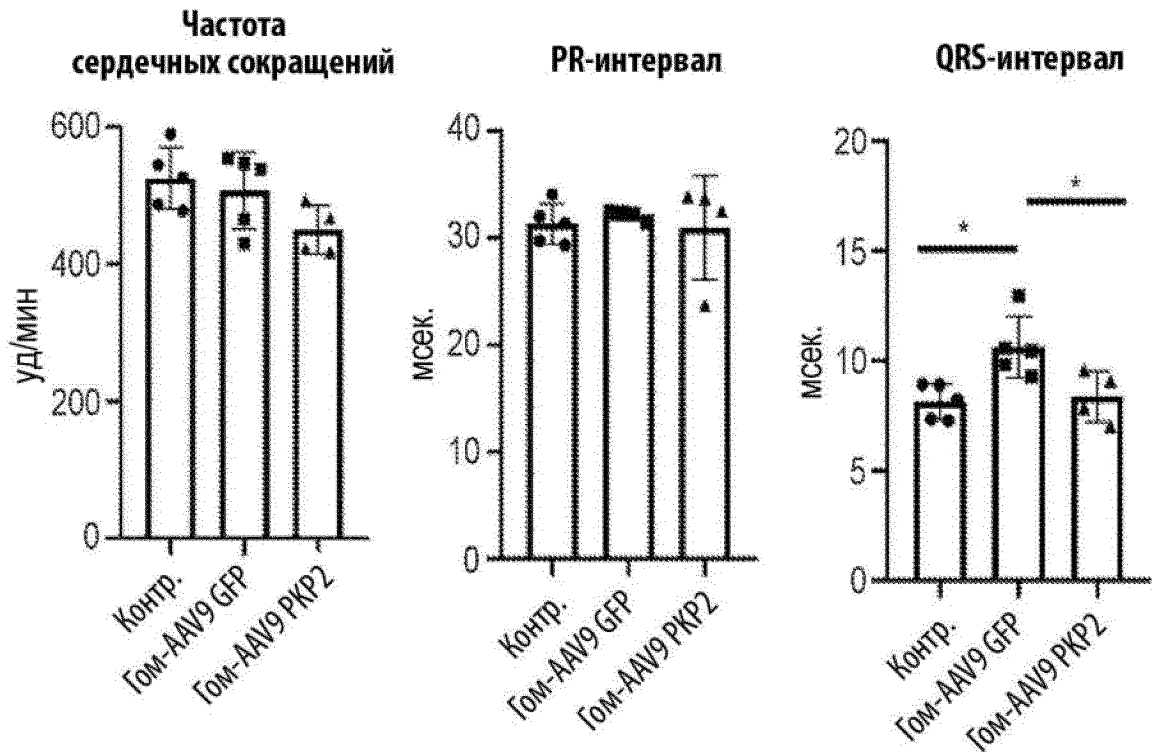 Частота
сердечных сокращений
600
400
200
0
уд/мин
Контр.
Гом-AAV9 GFP
Гом-AAV9 PKP2
PR-интервал
40
30
20
10
0
мсек.
Контр.
Гом-AAV9 GFP
Гом-AAV9 PKP2
QRS-интервал
20
15
10
5
0
мсек.
*
*
Контр.
Гом-AAV9 GFP
Гом-AAV9 PKP2